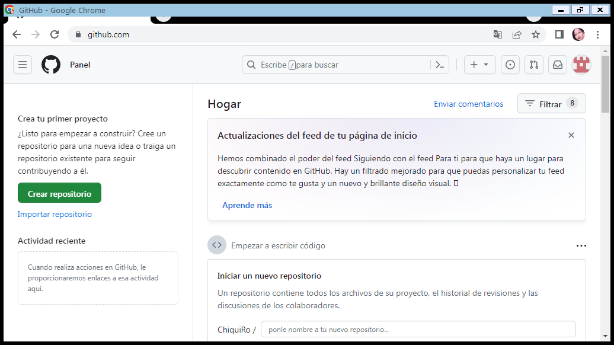 GitHub - Google Chrome
github.com
Panel
Escribe / para buscar
Crea tu primer proyecto
¿Listo para empezar a construir? Cree un
repositorio para una nueva idea o traiga un
repositorio existente para seguir
contribuyendo a él.
Crear repositorio
Importar repositorio
Actividad reciente
Cuando realiza acciones en GitHub, le
proporcionaremos enlaces a esa actividad
aquí.
Hogar
Enviar comentarios
Filtrar 8
Actualizaciones del feed de tu página de inicio
Hemos combinado el poder del feed Siguiendo con el feed Para ti para que haya un lugar para
descubrir contenido en GitHub. Hay un filtrado mejorado para que puedas personalizar tu feed
exactamente como te gusta y un nuevo y brillante diseño visual.
Aprende más
Empezar a escribir código
Iniciar un nuevo repositorio
Un repositorio contiene todos los archivos de su proyecto, el historial de revisiones y las
discusiones de los colaboradores.
ChiquiRo / ponle nombre a tu nuevo repositorio...